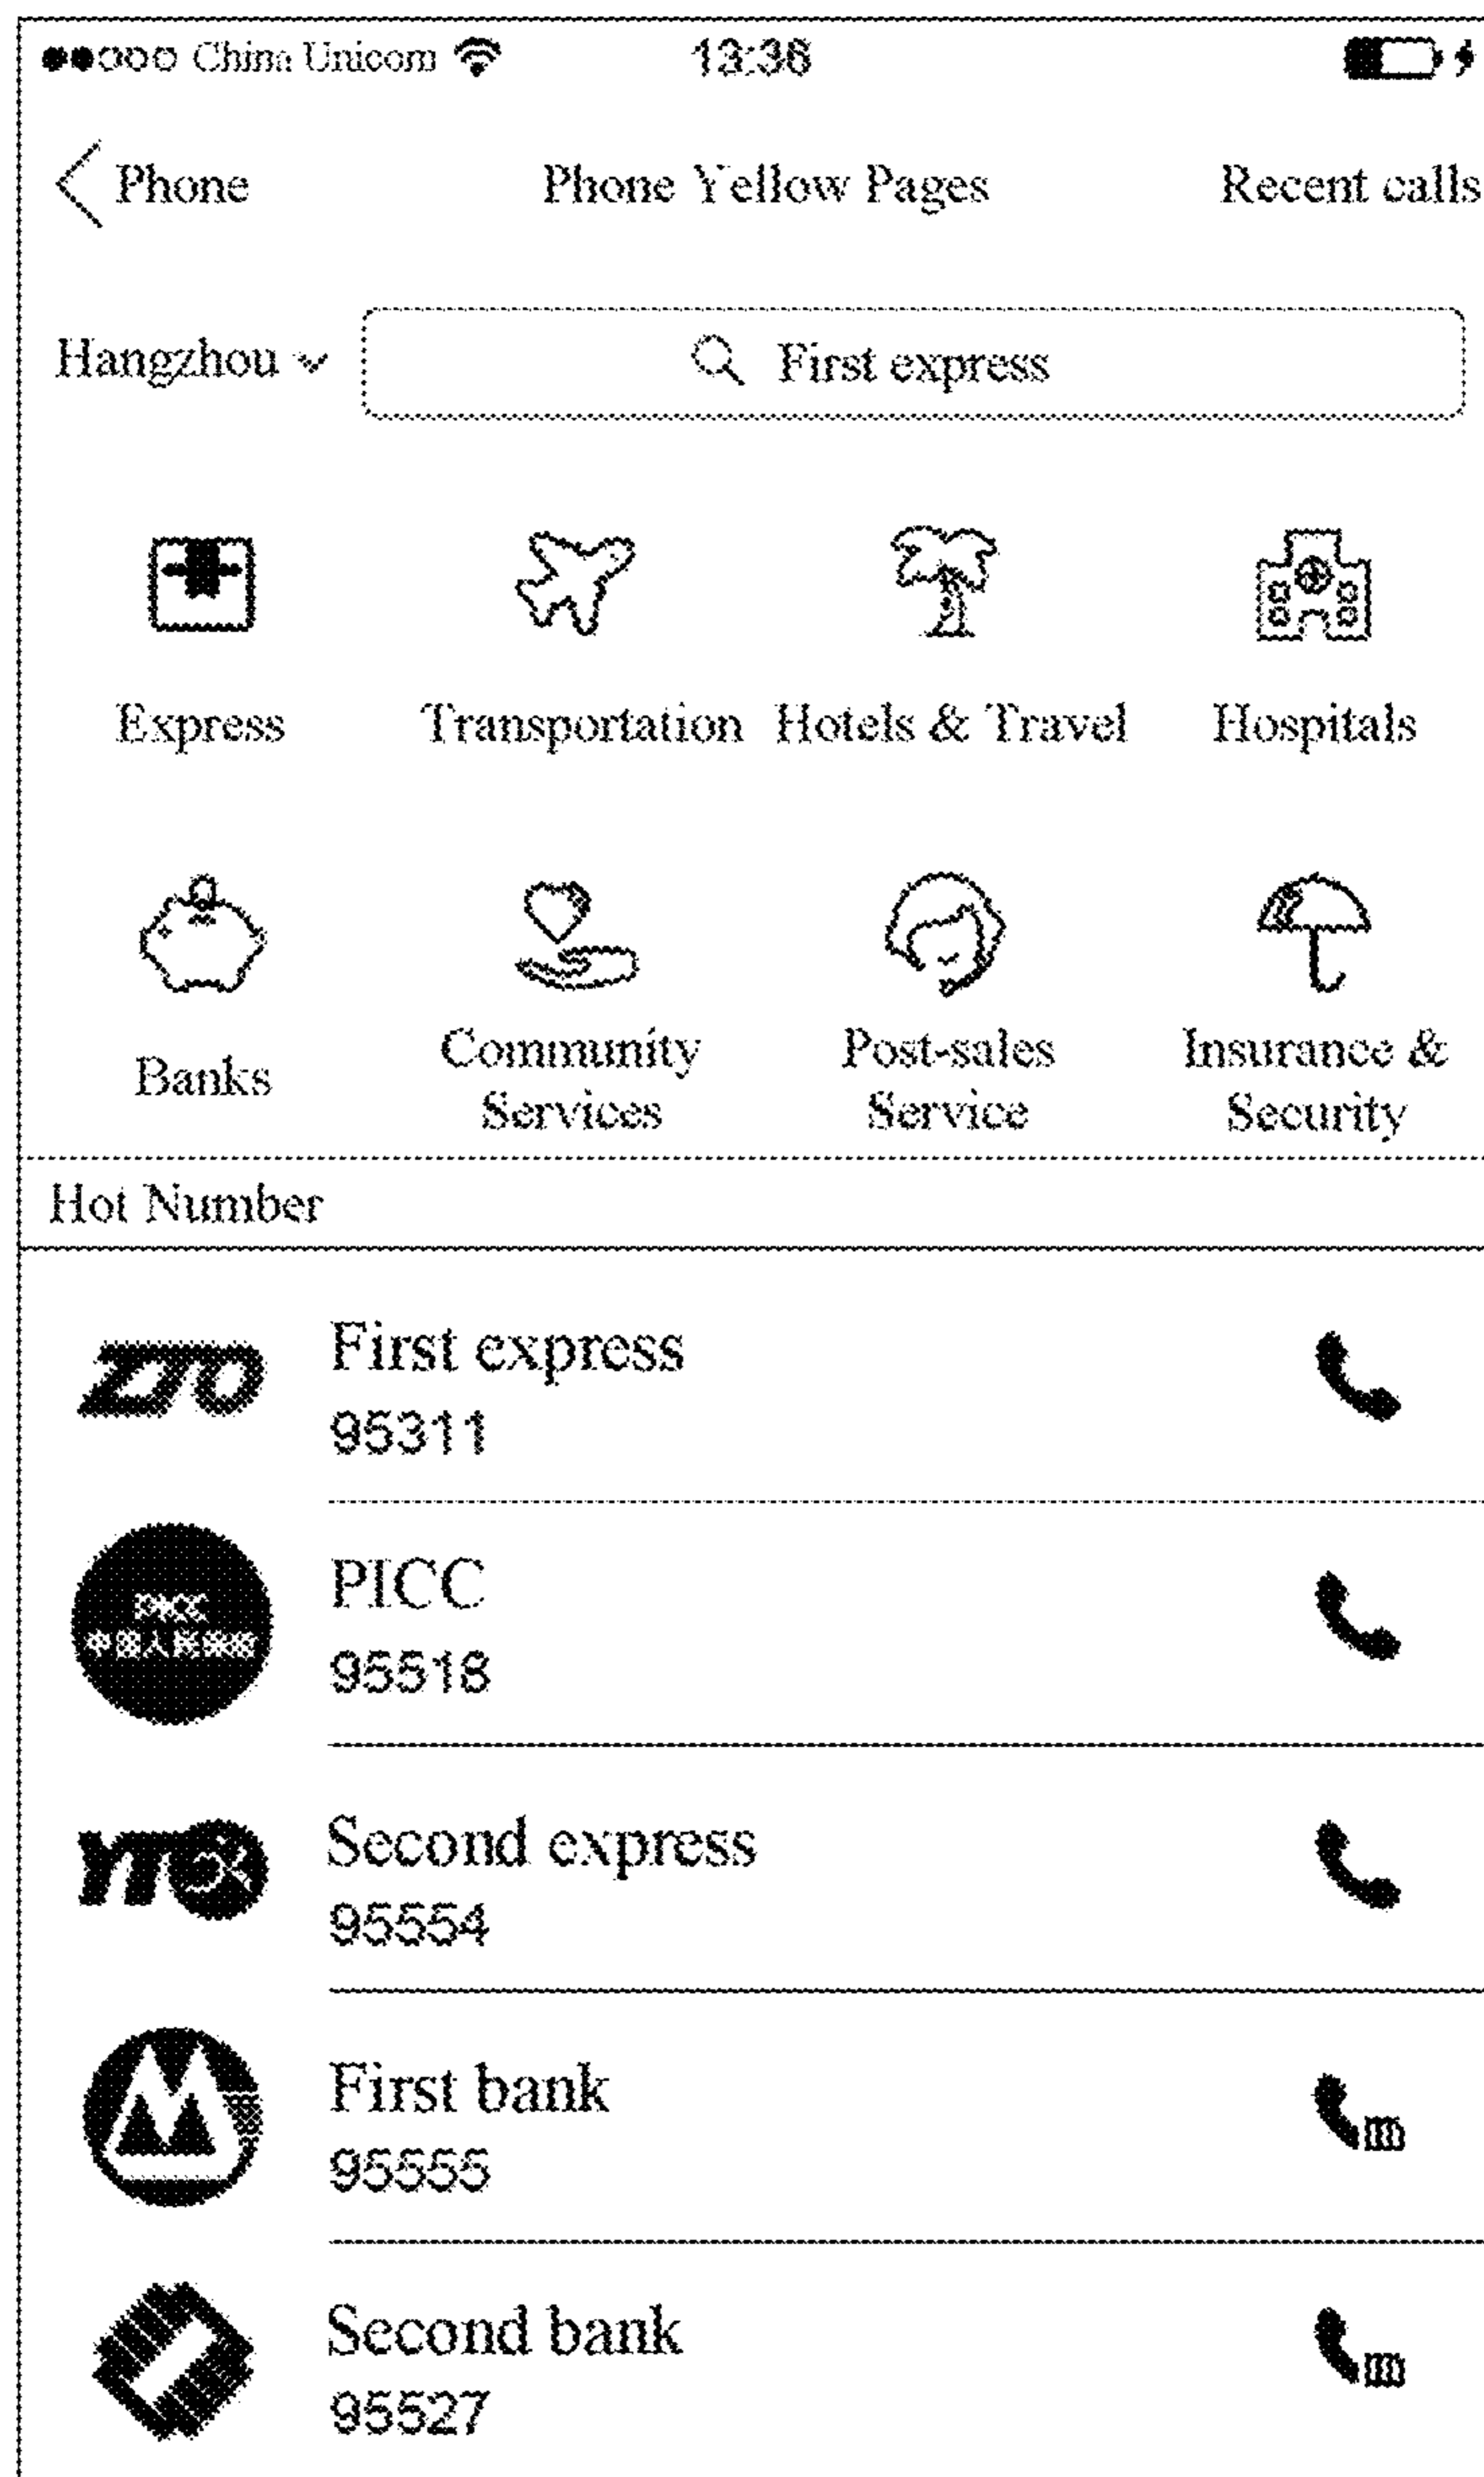 China Unicom 13:36
Phone Phone Yellow Pages Recent calls
Hangzhou First express
Express Transportation Hotels & Travel Hospitals
Banks Community Services Post-sales Service Insurance & Security
Hot Number
ZTO First express
95311
PICC
PICC
95518
Second express
95554
First bank
95555
Second bank
95527